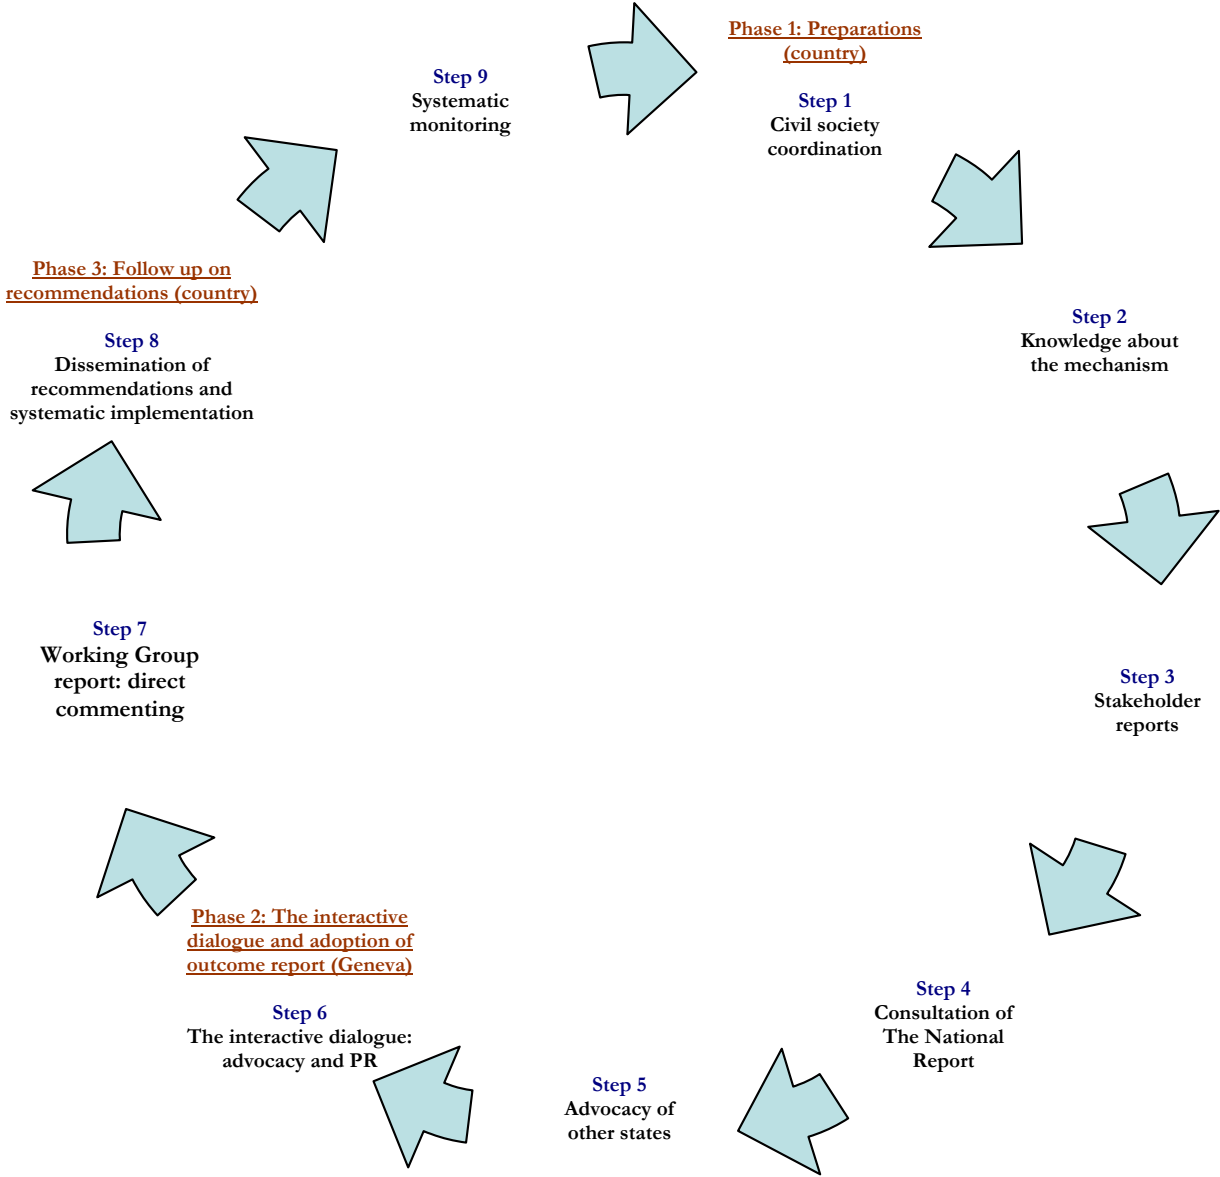 Phase 1: Preparations
(country)
Step 1
Civil society
coordination
Step 2
Knowledge about
the mechanism
Step 3
Stakeholder
reports
Step 4
Consultation of
The National
Report
Step 5
Advocacy of
other states
Phase 2: The interactive
dialogue and adoption of
outcome report (Geneva)
Step 6
The interactive dialogue:
advocacy and PR
Step 7
Working Group
report: direct
commenting
Phase 3: Follow up on
recommendations (country)
Step 8
Dissemination of
recommendations and
systematic implementation
Step 9
Systematic
monitoring